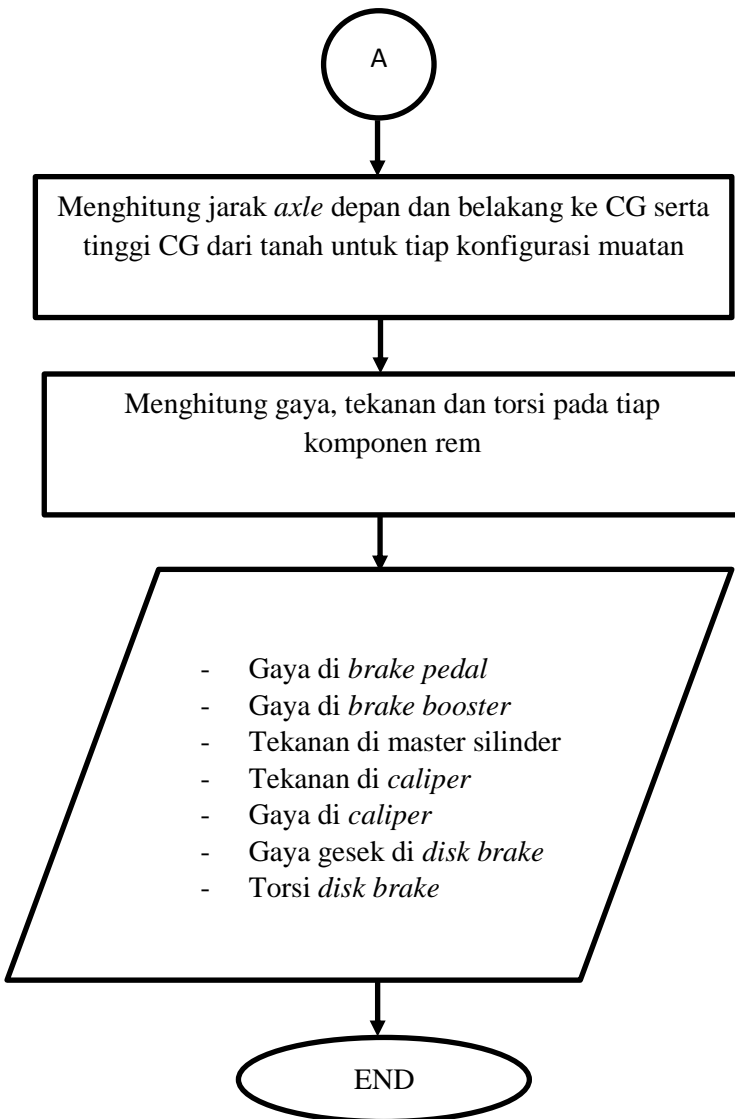 A
Menghitung jarak axle depan dan belakang ke CG serta
tinggi CG dari tanah untuk tiap konfigurasi muatan
Menghitung gaya, tekanan dan torsi pada tiap
komponen rem
- Gaya di brake pedal
- Gaya di brake booster
- Tekanan di master silinder
- Tekanan di caliper
- Gaya di caliper
- Gaya gesek di disk brake
- Torsi disk brake
END